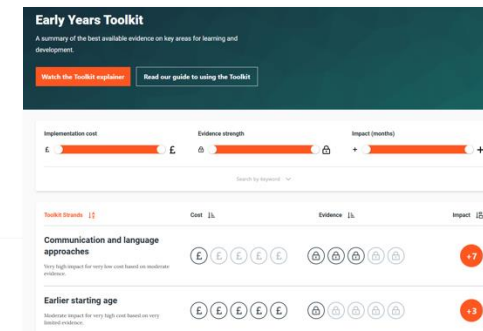 Early Years Toolkit
A summary of the best available evidence on key areas for learning and
development.
Watch the Toolkit explainer
Read our guide to using the Toolkit
Implementation cost
Evidence strength
Impact (months)
£ £
+ +
Search by keyword
Toolkit Strands
Cost
Evidence
Impact
Communication and language
approaches
Very high impact for very low cost based on moderate
evidence.
£ £ £ £ £
+7
Earlier starting age
Moderate impact for very high cost based on very
limited evidence.
£ £ £ £ £
+3